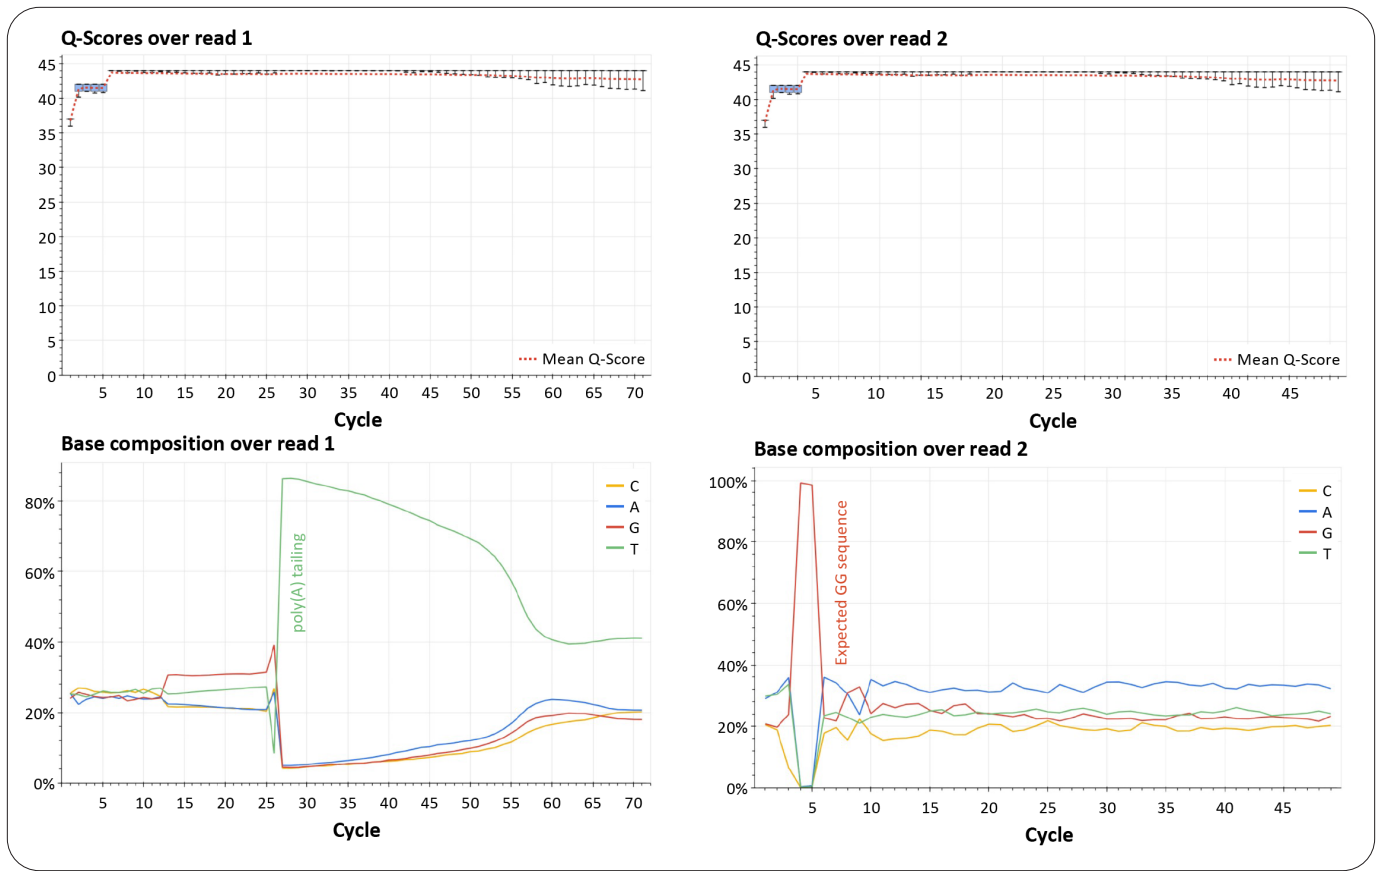 Q-Scores over read 1
45
40
35
30
25
20
15
10
5
0
Mean Q-Score
5 10 15 20 25 30 35 40 45 50 55 60 65 70
Cycle
Q-Scores over read 2
45
40
35
30
25
20
15
10
5
0
Mean Q-Score
5 10 15 20 25 30 35 40 45
Cycle
Base composition over read 1
80%
60%
40%
20%
0%
poly(A) tailing
C
A
G
T
5 10 15 20 25 30 35 40 45 50 55 60 65 70
Cycle
Base composition over read 2
100%
80%
60%
40%
20%
0%
Expected GG sequence
C
A
G
T
5 10 15 20 25 30 35 40 45
Cycle